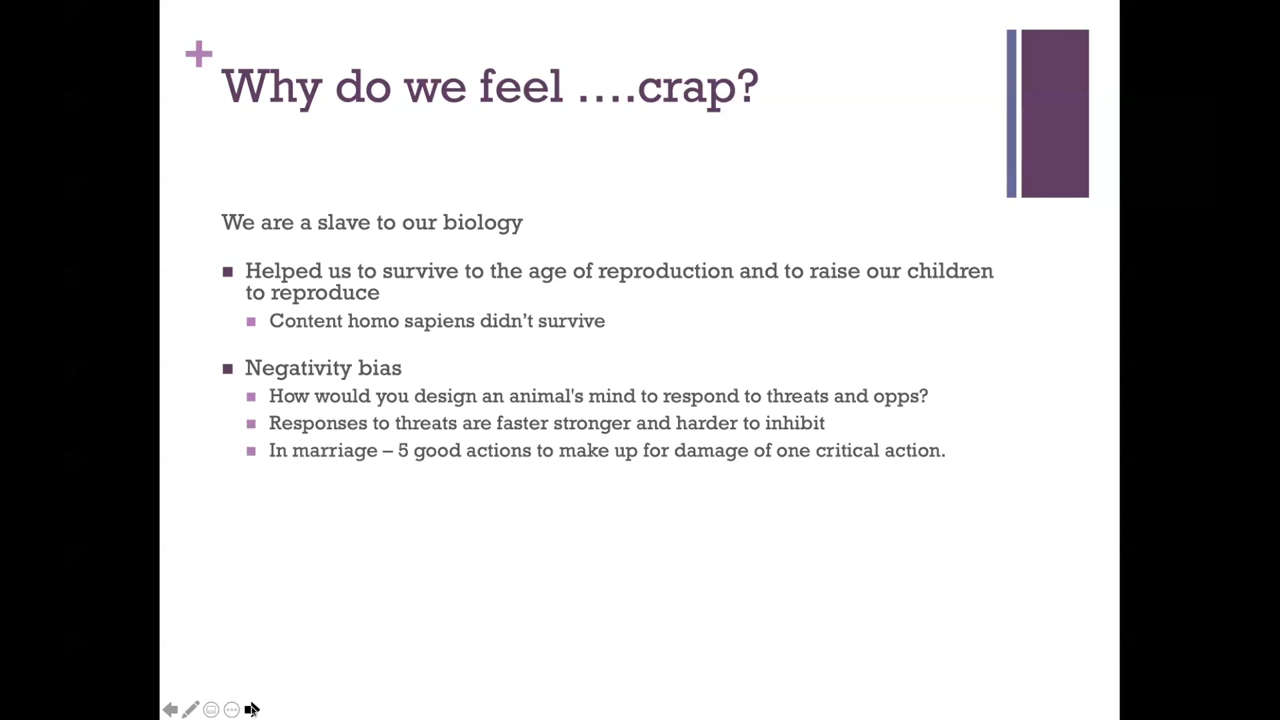 Why do we feel ....crap?
We are a slave to our biology
Helped us to survive to the age of reproduction and to raise our children
to reproduce
Content homo sapiens didn’t survive
Negativity bias
How would you design an animal's mind to respond to threats and opps?
Responses to threats are faster stronger and harder to inhibit
In marriage – 5 good actions to make up for damage of one critical action.